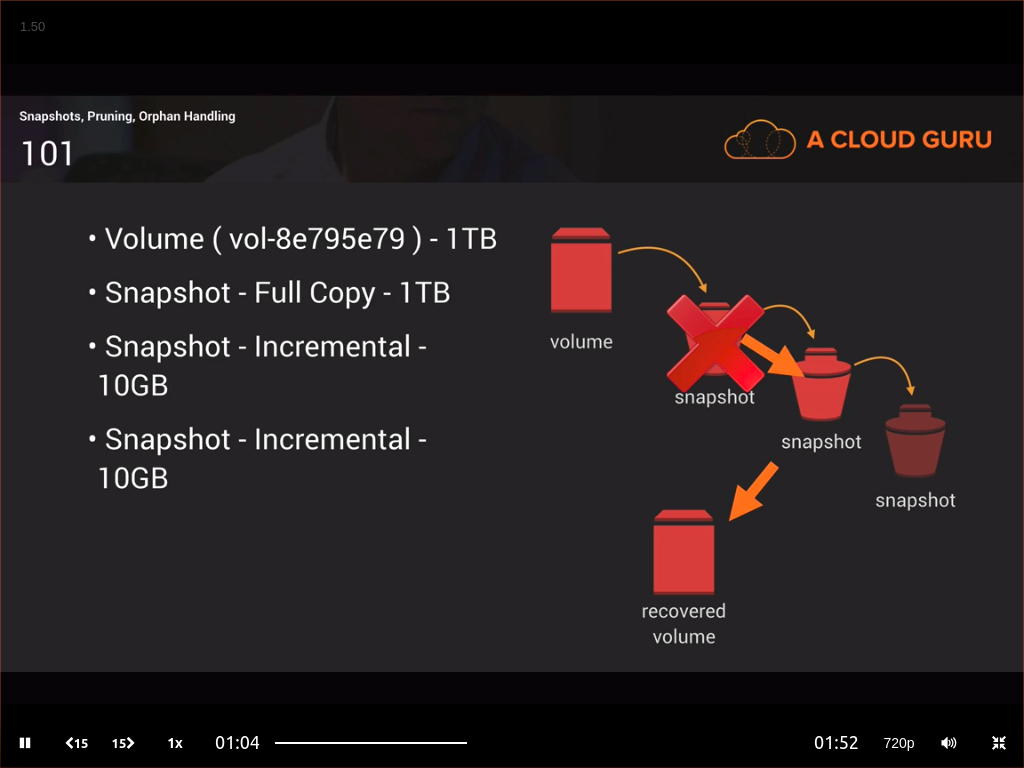 1.50
Snapshots, Pruning, Orphan Handling
101
A CLOUD GURU
• Volume ( vol-8e795e79 ) - 1TB
• Snapshot - Full Copy - 1TB
• Snapshot - Incremental -
10GB
• Snapshot - Incremental -
10GB
volume
snapshot
snapshot
snapshot
recovered
volume
15 15 1x 01:04 01:52 720p